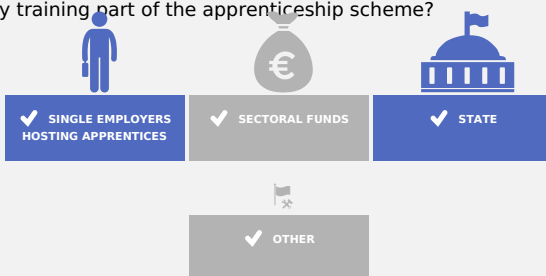 y training part of the apprenticeship scheme?
SINGLE EMPLOYERS
HOSTING APPRENTICES
SECTORAL FUNDS
STATE
OTHER